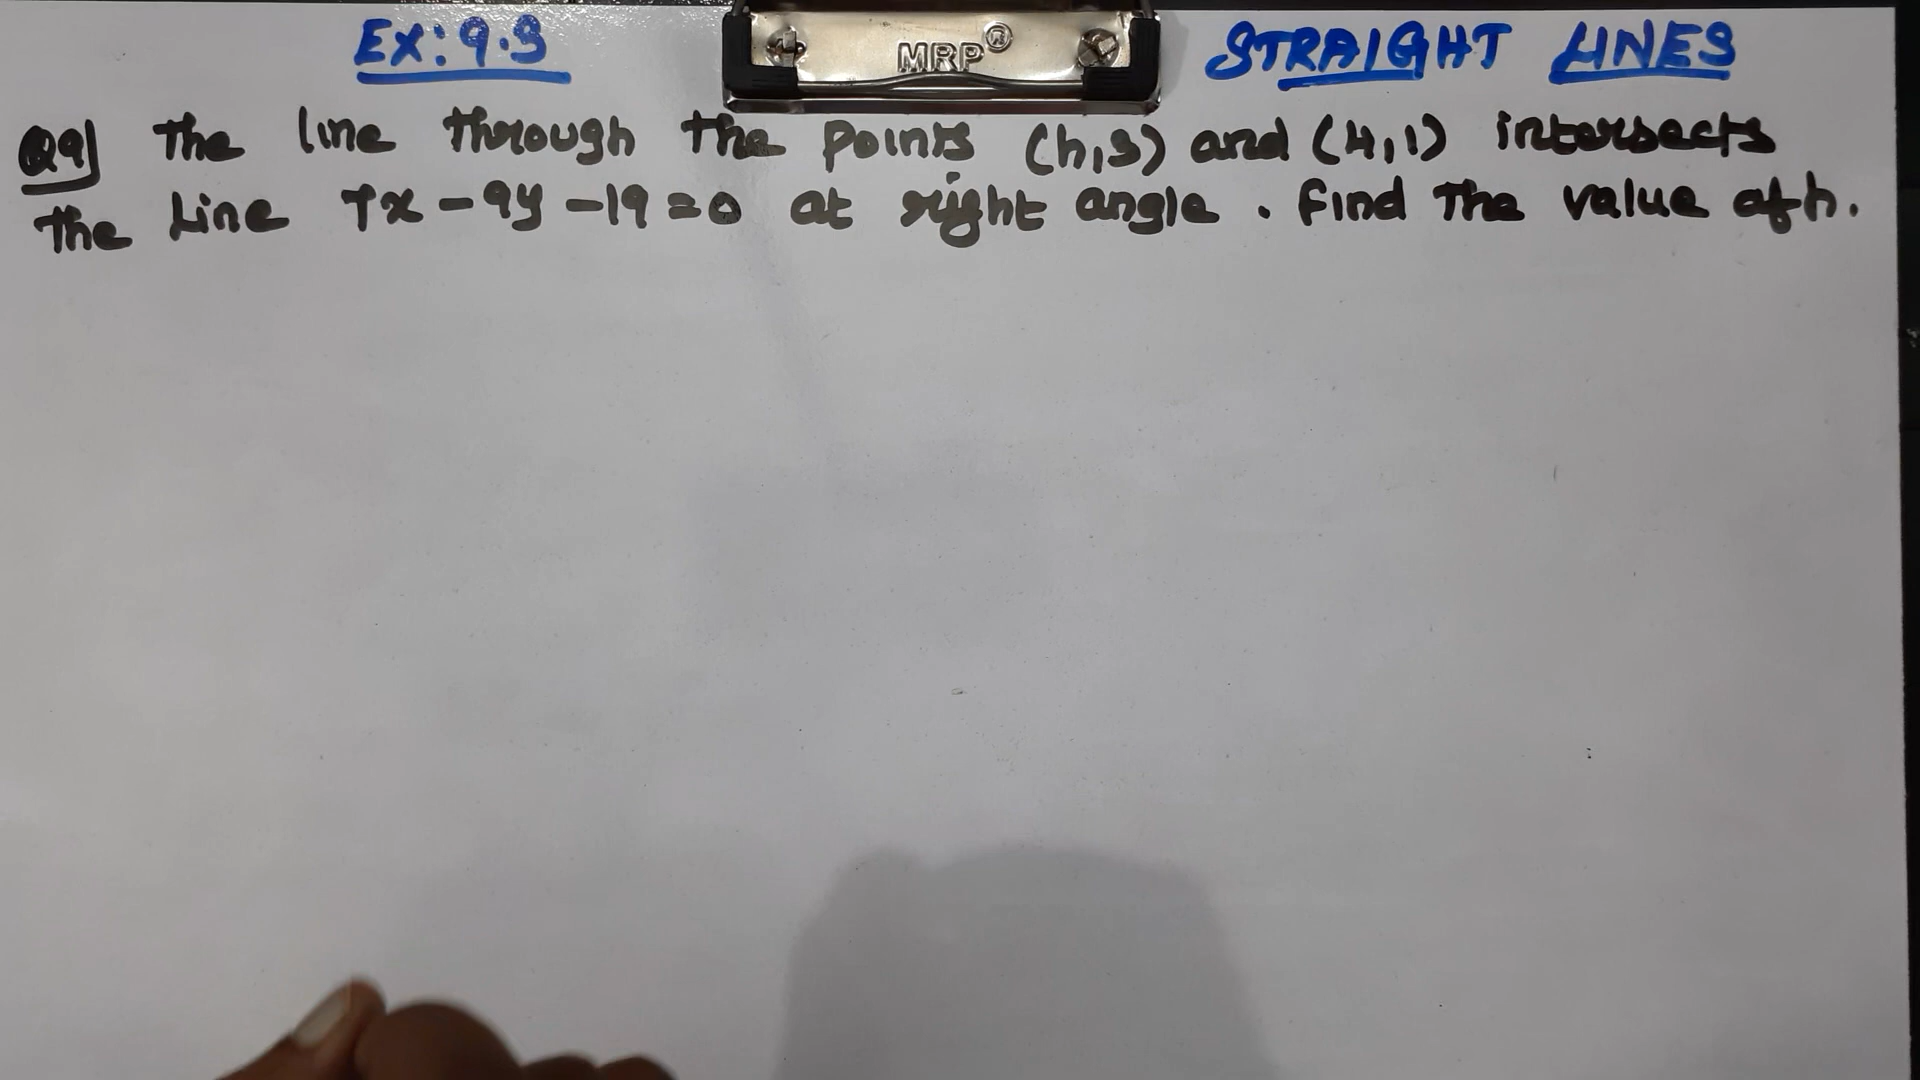 EX: 9.3
MRP®
STRAIGHT LINES
Q9) The line through the points (h,3) and (4,1) intersects
the Line 7x - 9y - 19 = 0 at right angle. Find the value of h.